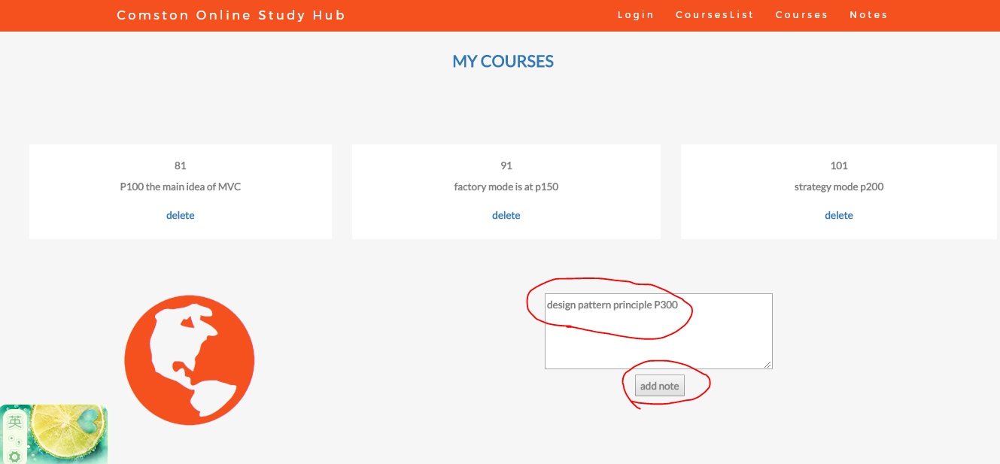 Comston Online Study Hub
Login CoursesList Courses Notes
MY COURSES
81
P100 the main idea of MVC
delete
91
factory mode is at p150
delete
101
strategy mode p200
delete
design pattern principle P300
add note
英